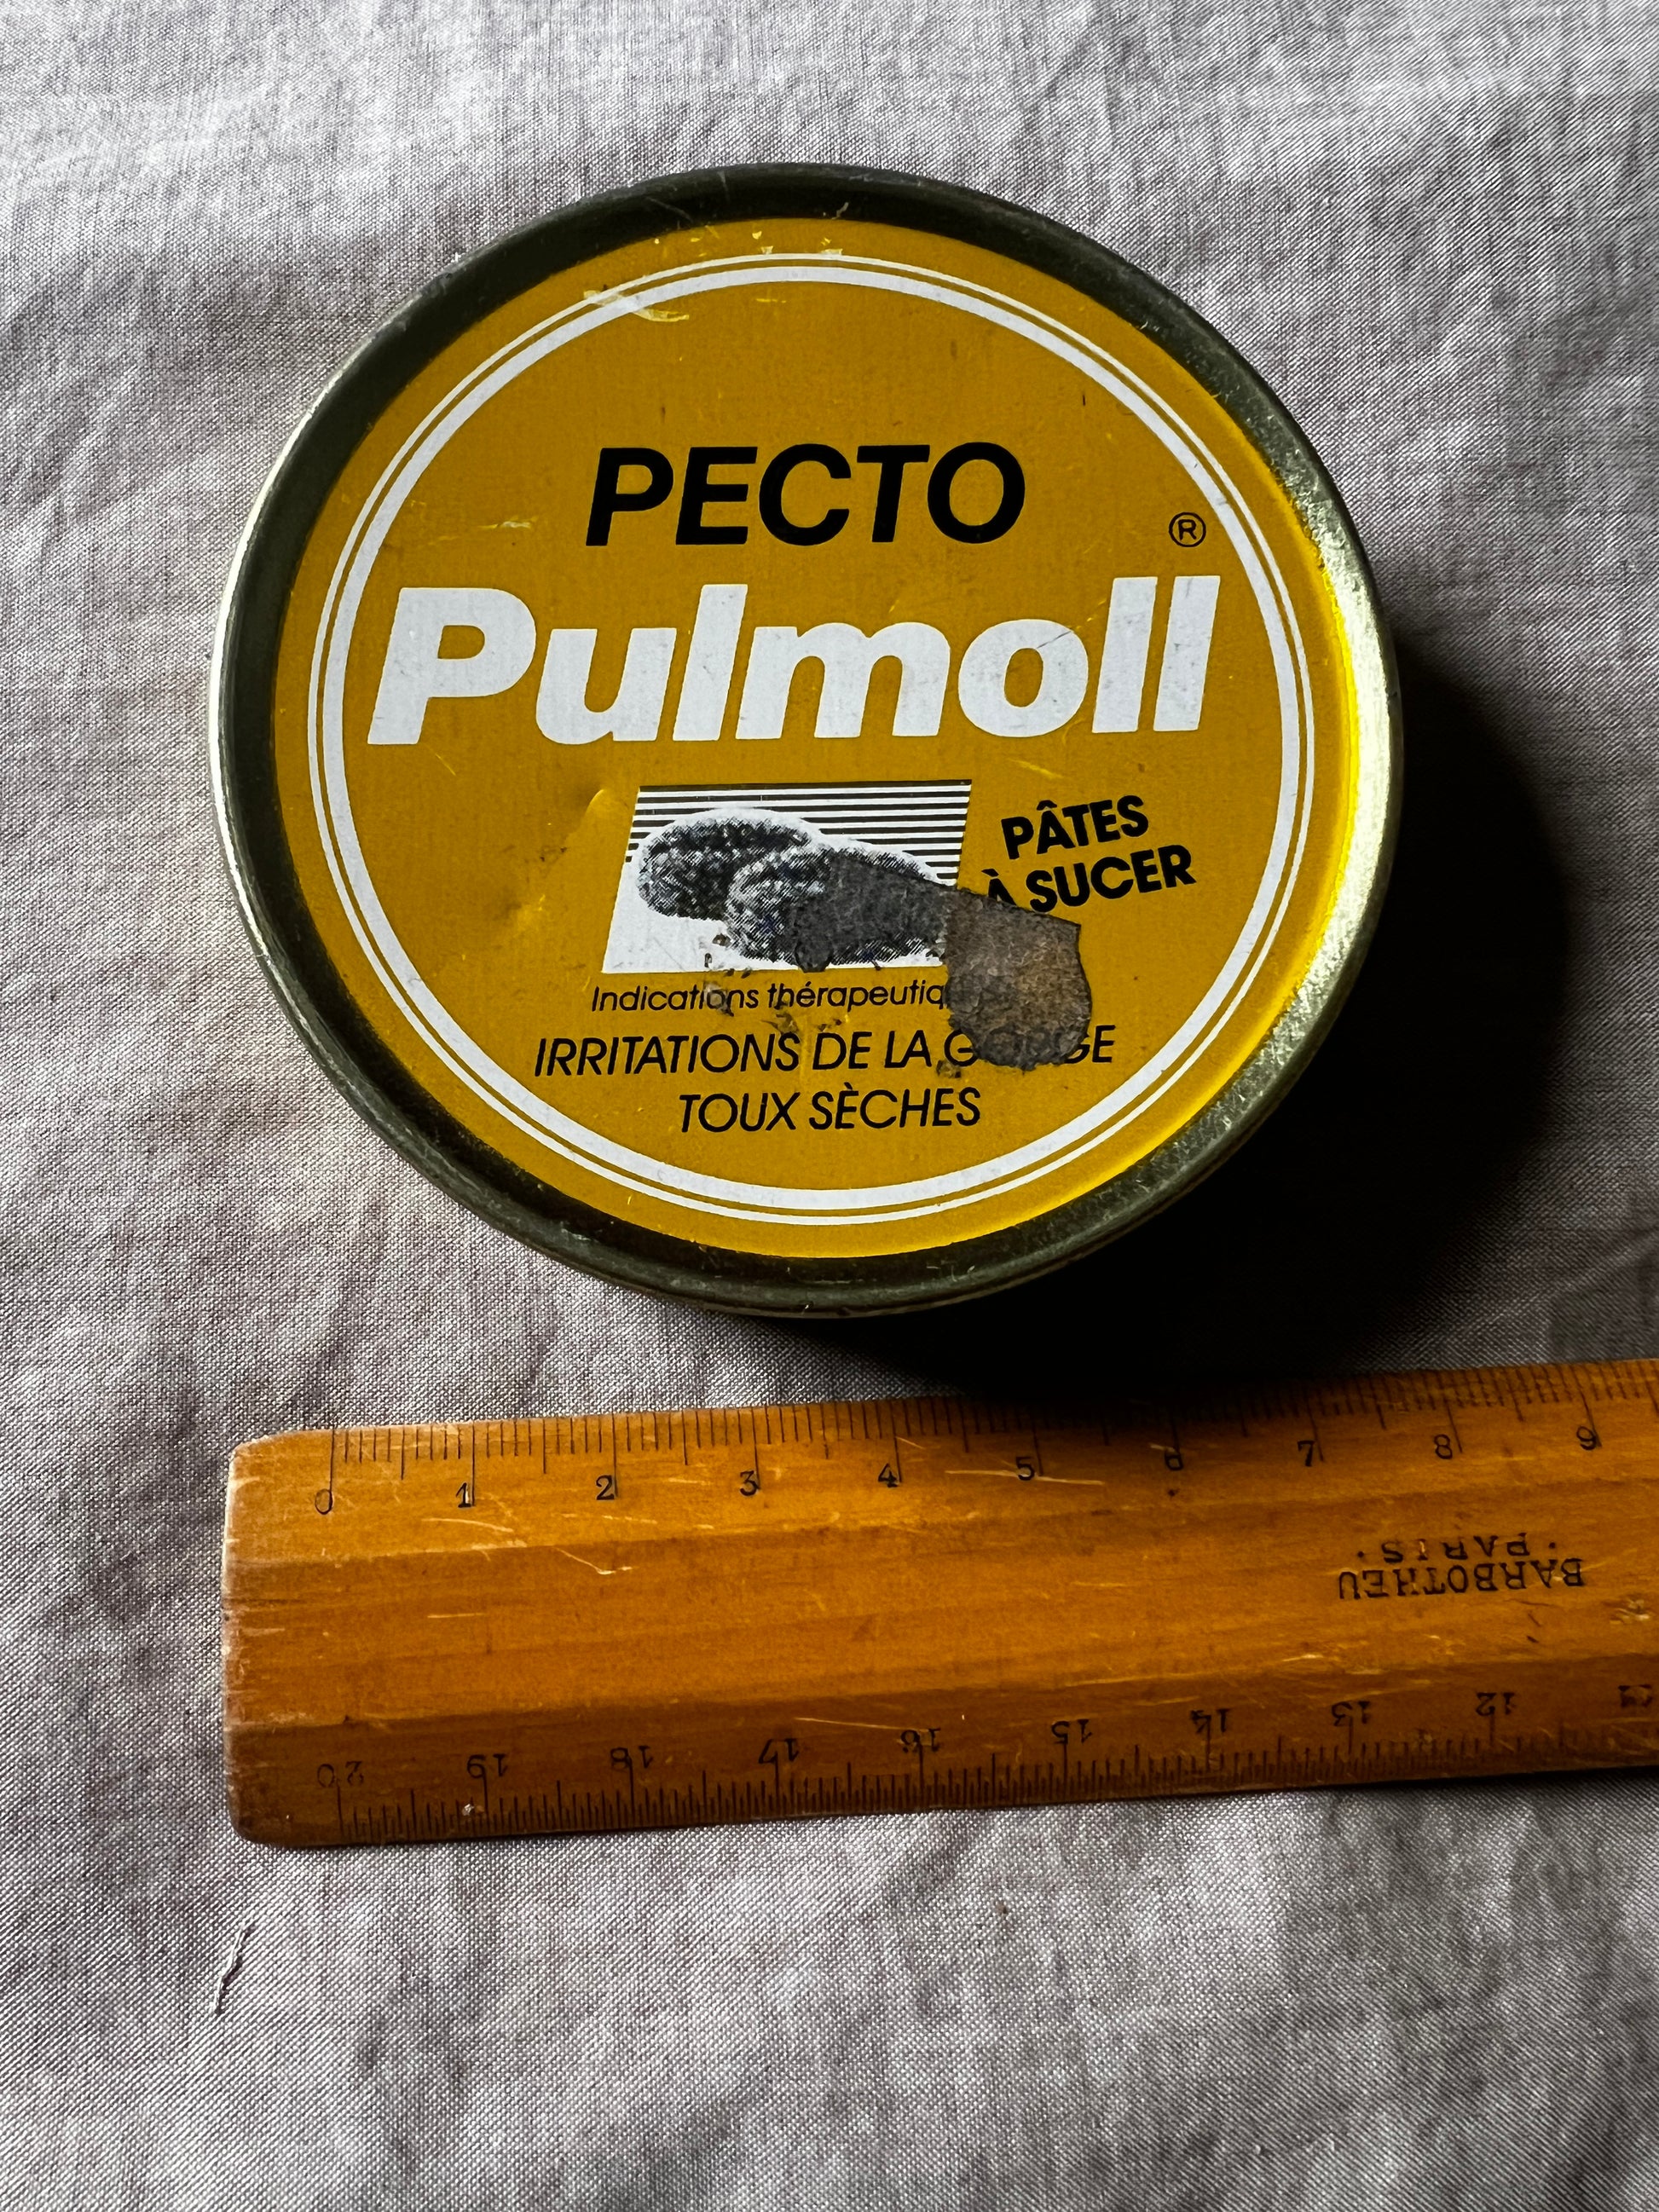 PECTO
®
Pulmoll
PÂTES
À SUCER
Indications thérapeutiq
IRRITATIONS DE LA G GE
TOUX SÈCHES
0 1 2 3 4 5 6 7 8 9
BARBOTHEU
· PARIS ·
20 19 18 17 16 15 14 13 12